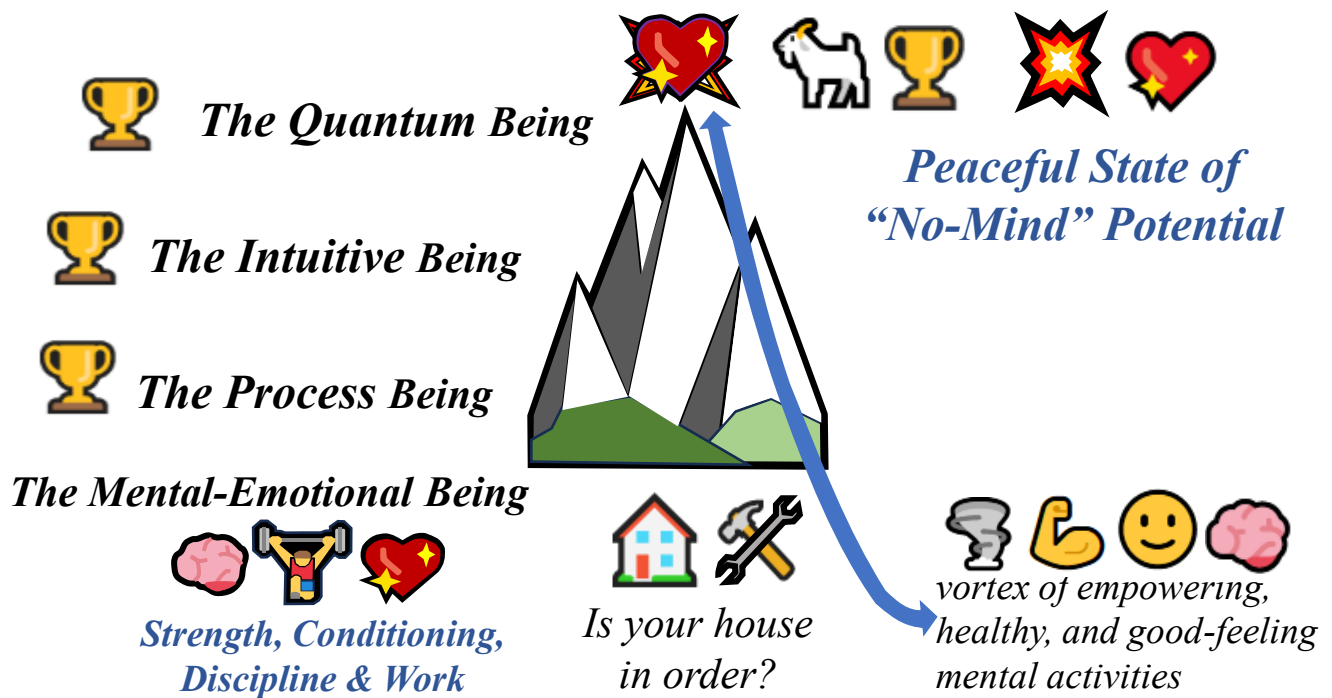 The Quantum Being
The Intuitive Being
The Process Being
The Mental-Emotional Being
Strength, Conditioning,
Discipline & Work
Is your house
in order?
Peaceful State of
“No-Mind” Potential
vortex of empowering,
healthy, and good-feeling
mental activities